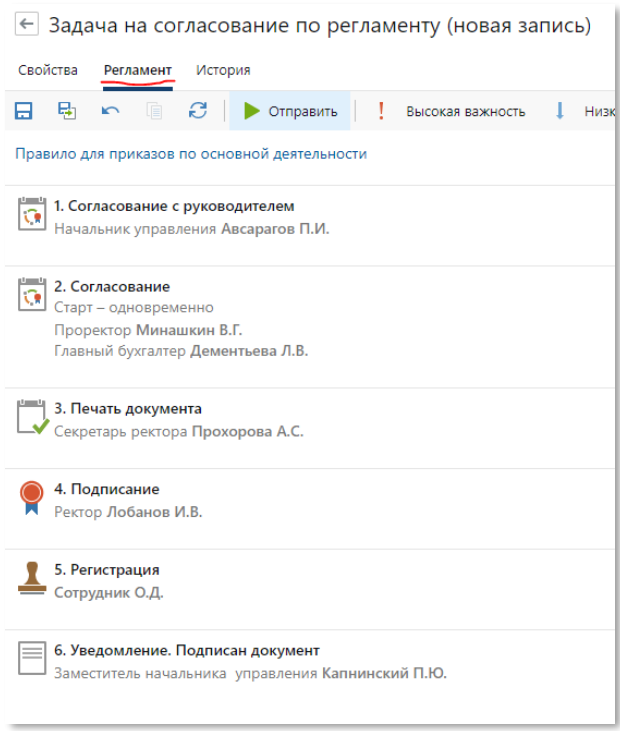 Задача на согласование по регламенту (новая запись)
Свойства Регламент История
Отправить Высокая важность Низк
Правило для приказов по основной деятельности
1. Согласование с руководителем
Начальник управления Авсарагов П.И.
2. Согласование
Старт – одновременно
Проректор Минашкин В.Г.
Главный бухгалтер Дементьева Л.В.
3. Печать документа
Секретарь ректора Прохорова А.С.
4. Подписание
Ректор Лобанов И.В.
5. Регистрация
Сотрудник О.Д.
6. Уведомление. Подписан документ
Заместитель начальника управления Капнинский П.Ю.